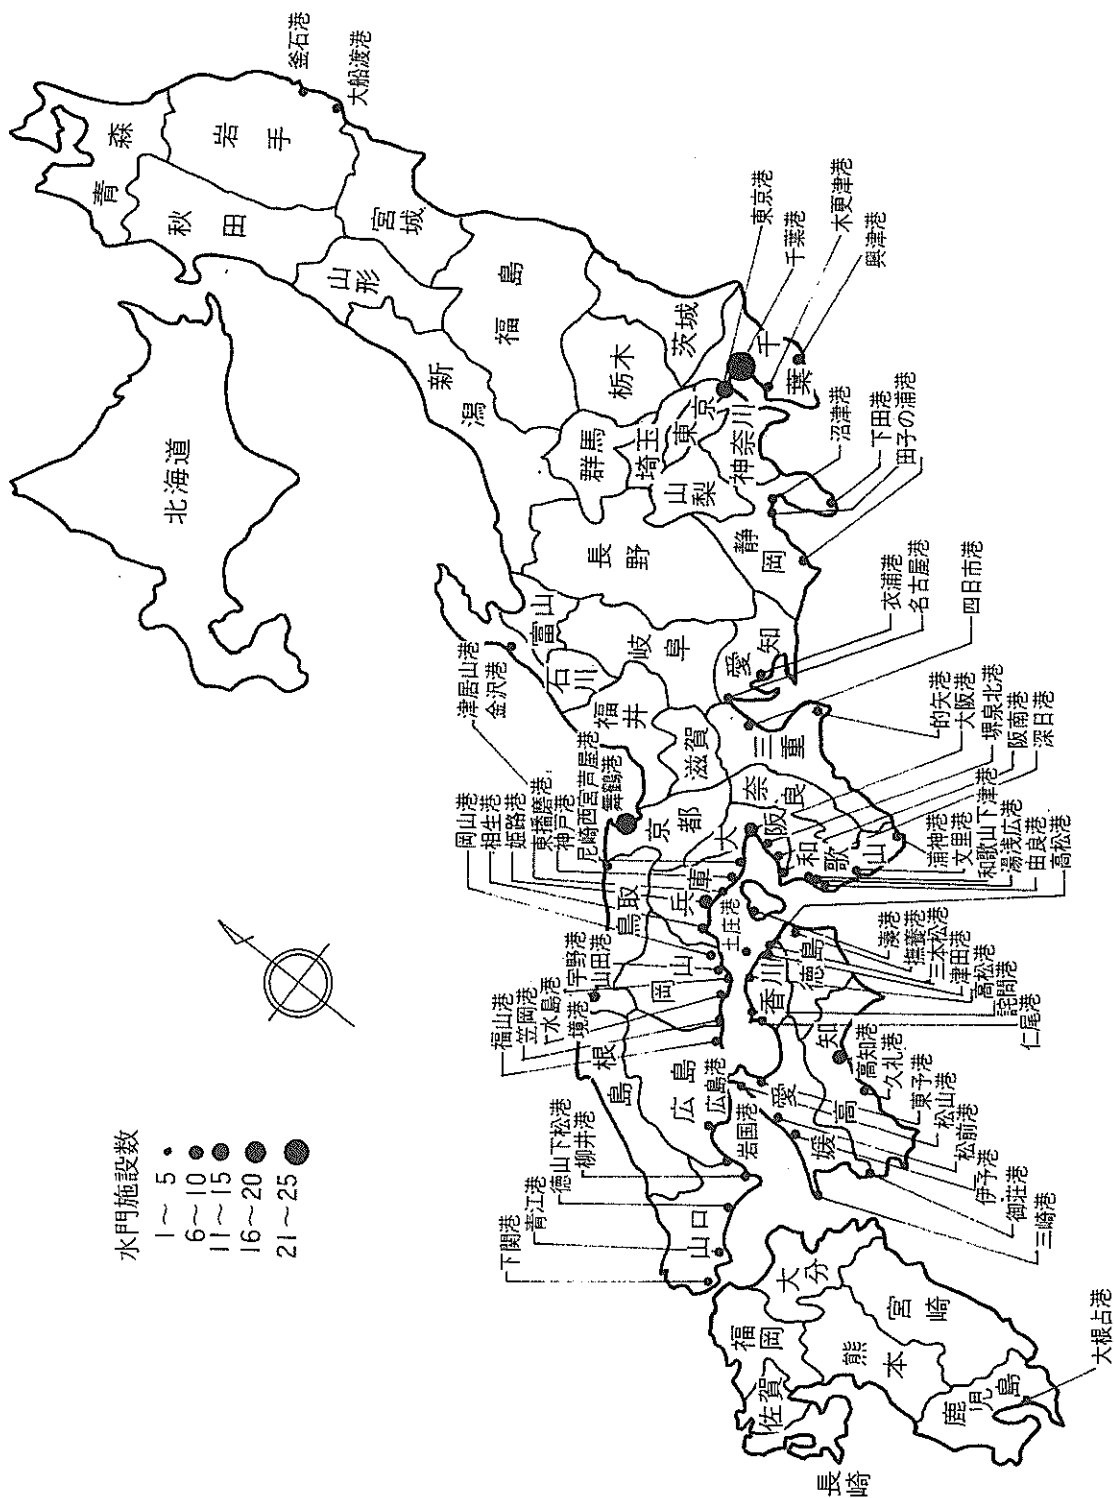 水門施設数
1～ 5
6～10
11～15
16～20
21～25
北海道
青森
岩手
秋田
宮城
山形
福島
新潟
栃木
茨城
群馬
埼玉
東京
千葉
神奈川
山梨
長野
静岡
富山
石川
岐阜
愛知
福井
滋賀
三重
京都
奈良
大阪
和歌山
兵庫
鳥取
岡山
島根
広島
山口
香川
徳島
愛媛
高知
福岡
佐賀
長崎
大分
熊本
宮崎
鹿児島
釜石港
大船渡港
東京港
千葉港
木更津港
興津港
沼津港
下田港
田子の浦港
衣浦港
名古屋港
四日市港
的矢港
大阪港
堺泉北港
阪南港
深日港
浦神港
文里港
和歌山下津港
湯浅広港
由良港
高松港
湊港
撫養港
三本松港
津田港
高松港
詫間港
仁尾港
高知港
久礼港
東予港
松山港
松前港
伊予港
御荘港
三崎港
大根占港
津居山港
金沢港
岡山港
相生港
姫路港
東播磨港
神戸港
尼崎西宮芦屋港
舞鶴港
土庄港
宇野港
山田港
福山港
笠岡港
水島港
境港
広島港
岩国港
徳山下松港
柳井港
下関港
青江港